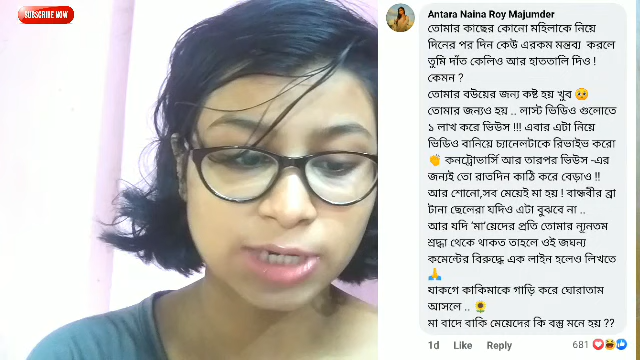 SUBSCRIBE NOW
Antara Naina Roy Majumder
তোমার কাছের কোনো মহিলাকে নিয়ে
দিনের পর দিন কেউ এরকম মন্তব্য করলে
তুমি দাঁত কেলিও আর হাততালি দিও !
কেমন ?
তোমার বউয়ের জন্য কষ্ট হয় খুব 🥺
তোমার জন্যও হয় .. লাস্ট ভিডিও গুলোতে
১ লাখ করে ভিউস !!! এবার এটা নিয়ে
ভিডিও বানিয়ে চ্যানেলটাকে রিভাইভ করো
👏 কনট্রোভার্সি আর তারপর ভিউস -এর
জন্যই তো রাতদিন কাঠি করে বেড়াও !!
আর শোনো,সব মেয়েই মা হয় ! বান্ধবীর ব্রা
টানা ছেলেরা যদিও এটা বুঝবে না ..
আর যদি 'মা'য়েদের প্রতি তোমার ন্যূনতম
শ্রদ্ধা থেকে থাকত তাহলে ওই জঘন্য
কমেন্টের বিরুদ্ধে এক লাইন হলেও লিখতে
🙏
যাকগে কাকিমাকে গাড়ি করে ঘোরাতাম
আসলে .. 🌻
মা বাদে বাকি মেয়েদের কি বস্তু মনে হয় ??
1d Like Reply 681